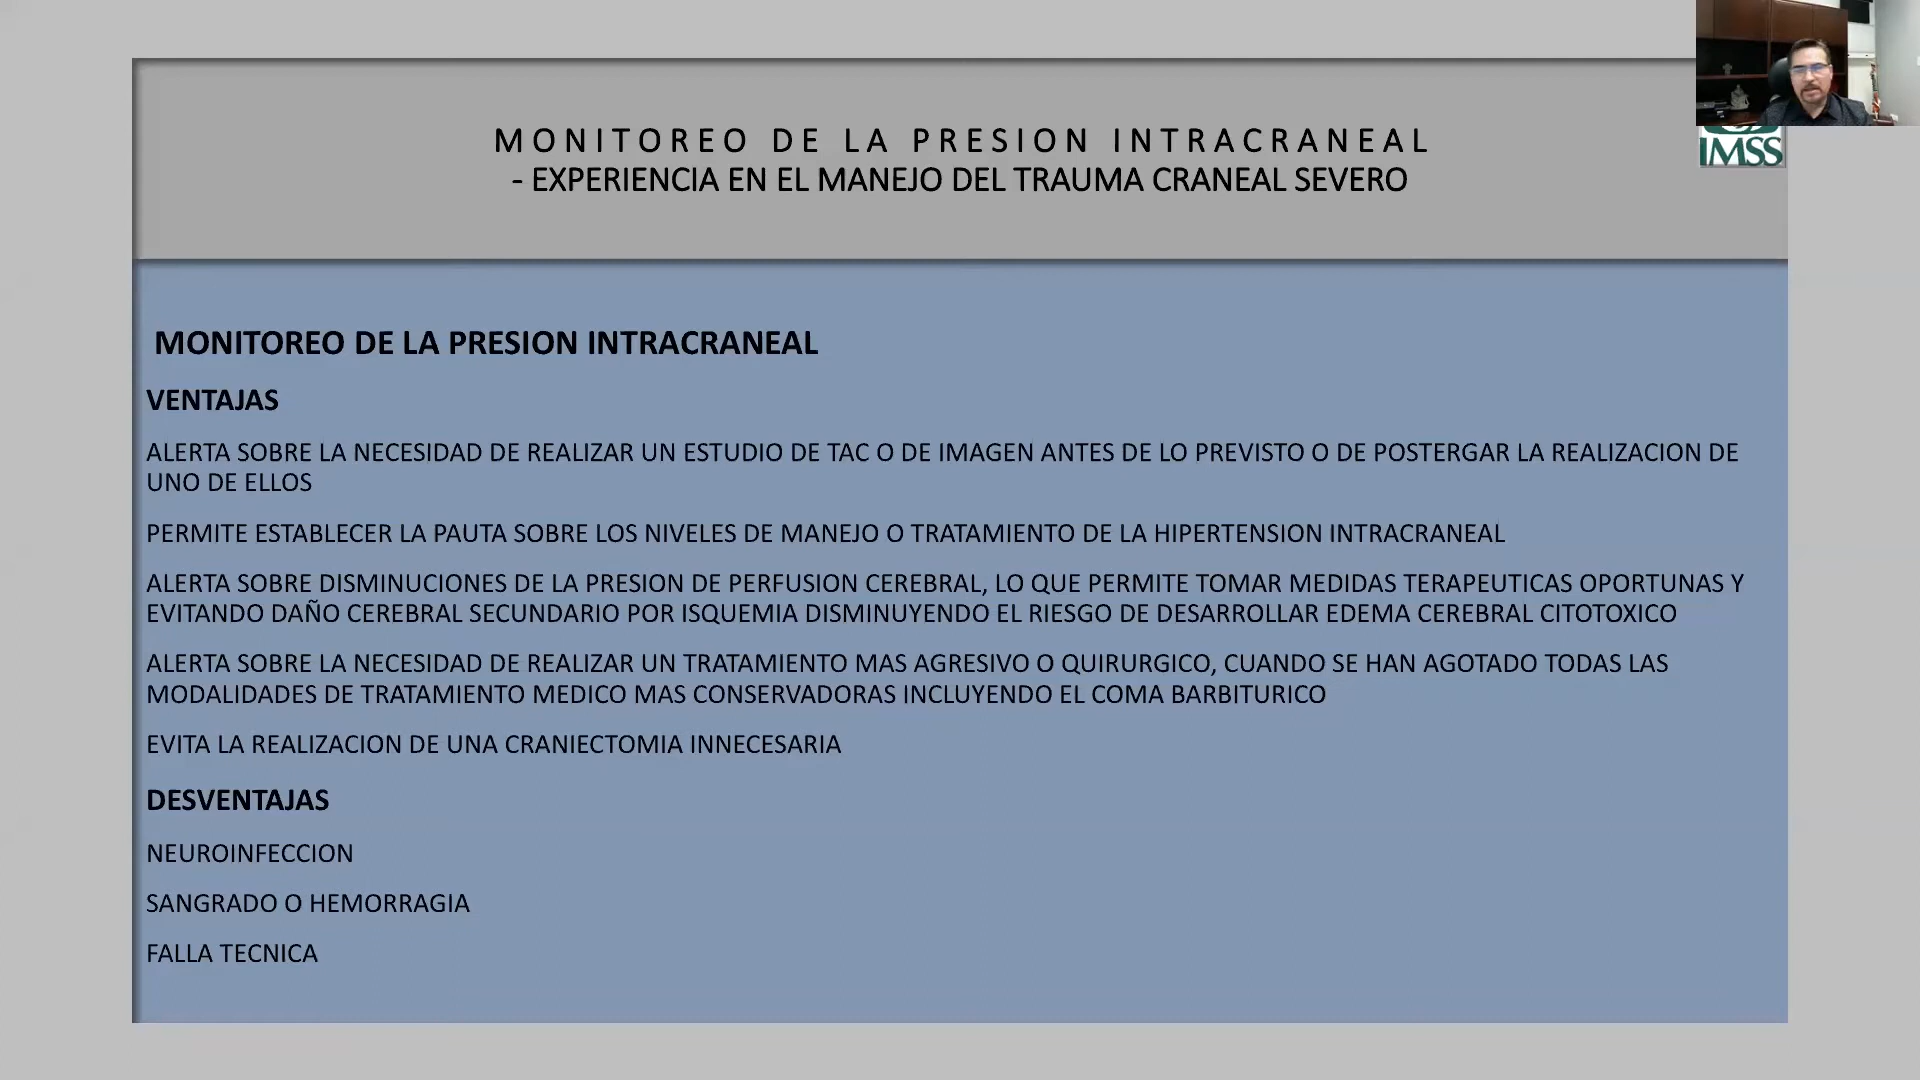 MONITOREO DE LA PRESION INTRACRANEAL
- EXPERIENCIA EN EL MANEJO DEL TRAUMA CRANEAL SEVERO
IMSS
MONITOREO DE LA PRESION INTRACRANEAL
VENTAJAS
ALERTA SOBRE LA NECESIDAD DE REALIZAR UN ESTUDIO DE TAC O DE IMAGEN ANTES DE LO PREVISTO O DE POSTERGAR LA REALIZACION DE
UNO DE ELLOS
PERMITE ESTABLECER LA PAUTA SOBRE LOS NIVELES DE MANEJO O TRATAMIENTO DE LA HIPERTENSION INTRACRANEAL
ALERTA SOBRE DISMINUCIONES DE LA PRESION DE PERFUSION CEREBRAL, LO QUE PERMITE TOMAR MEDIDAS TERAPEUTICAS OPORTUNAS Y
EVITANDO DAÑO CEREBRAL SECUNDARIO POR ISQUEMIA DISMINUYENDO EL RIESGO DE DESARROLLAR EDEMA CEREBRAL CITOTOXICO
ALERTA SOBRE LA NECESIDAD DE REALIZAR UN TRATAMIENTO MAS AGRESIVO O QUIRURGICO, CUANDO SE HAN AGOTADO TODAS LAS
MODALIDADES DE TRATAMIENTO MEDICO MAS CONSERVADORAS INCLUYENDO EL COMA BARBITURICO
EVITA LA REALIZACION DE UNA CRANIECTOMIA INNECESARIA
DESVENTAJAS
NEUROINFECCION
SANGRADO O HEMORRAGIA
FALLA TECNICA